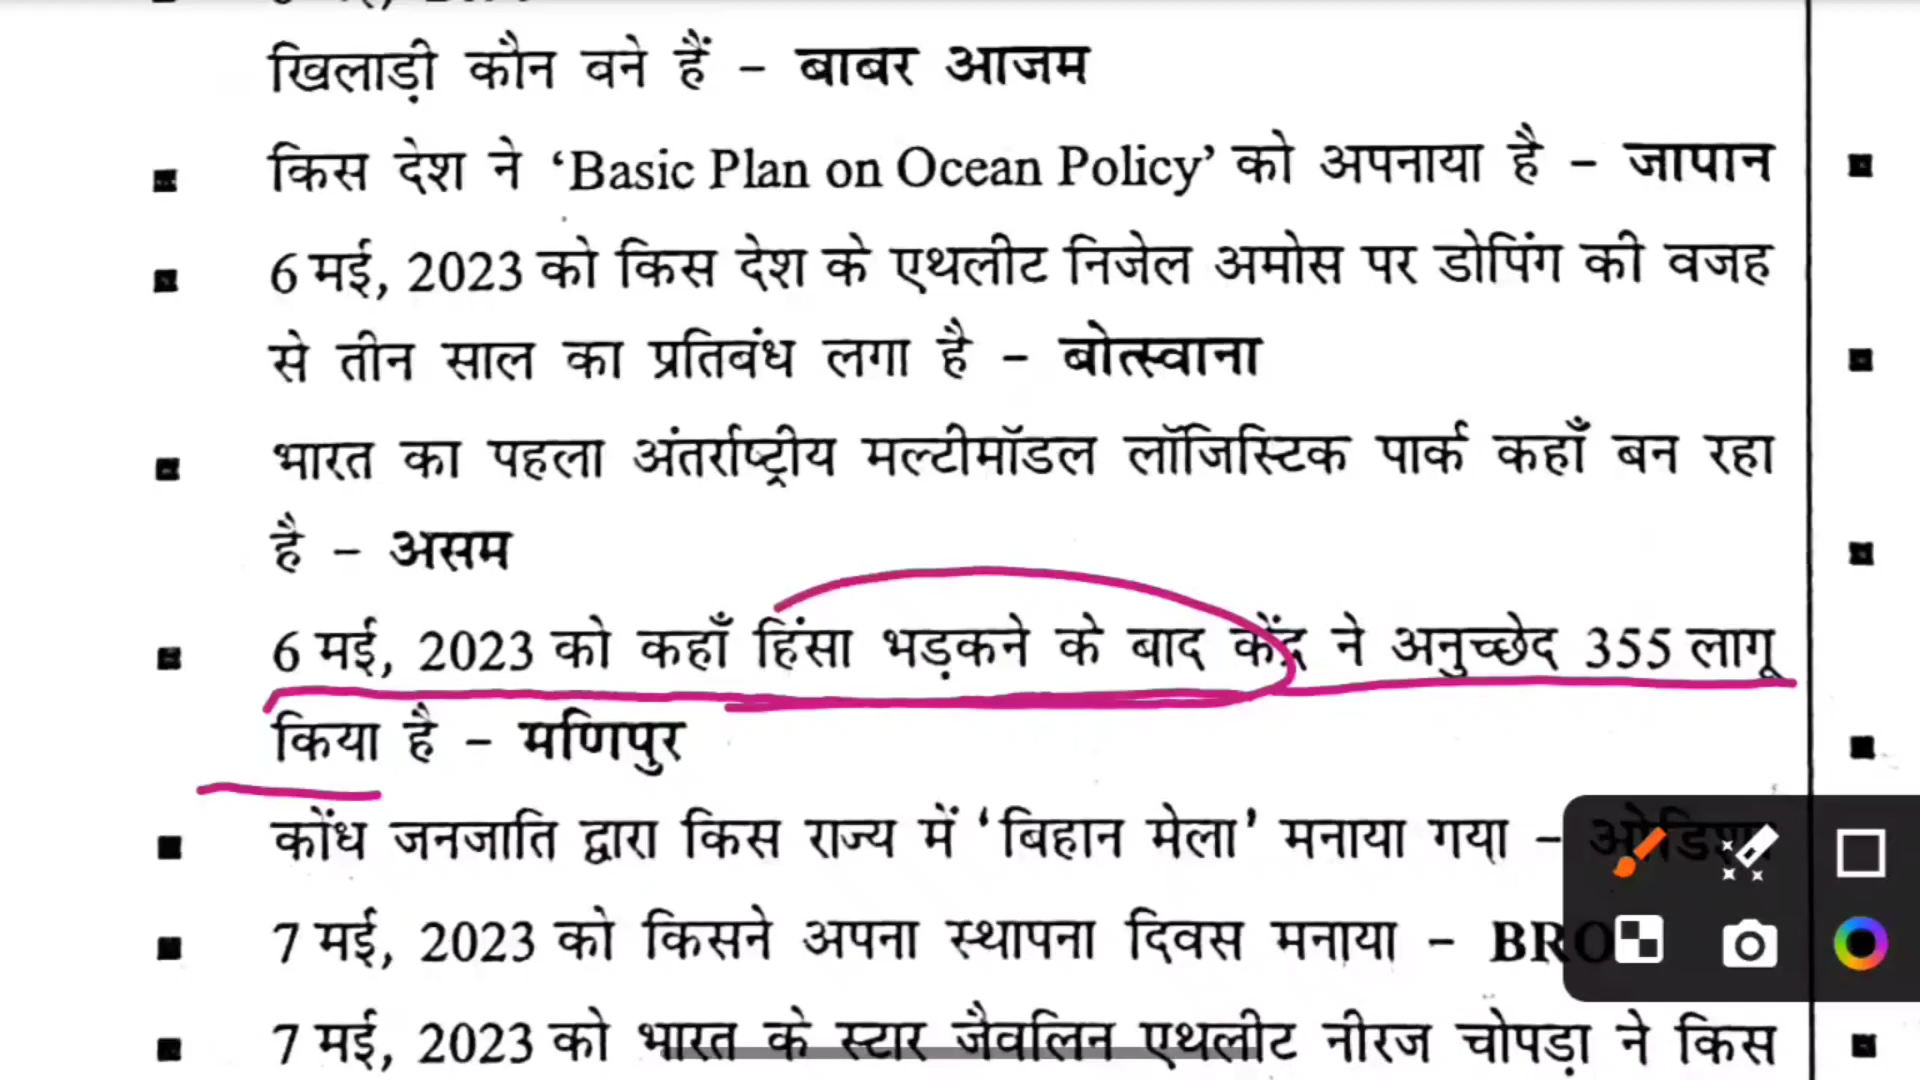 खिलाड़ी कौन बने हैं - बाबर आजम
किस देश ने ‘Basic Plan on Ocean Policy’ को अपनाया है - जापान
6 मई, 2023 को किस देश के एथलीट निजेल अमोस पर डोपिंग की वजह
से तीन साल का प्रतिबंध लगा है - बोत्स्वाना
भारत का पहला अंतर्राष्ट्रीय मल्टीमॉडल लॉजिस्टिक पार्क कहाँ बन रहा
है - असम
6 मई, 2023 को कहाँ हिंसा भड़कने के बाद केंद्र ने अनुच्छेद 355 लागू
किया है - मणिपुर
कोंध जनजाति द्वारा किस राज्य में ‘बिहान मेला’ मनाया गया - ओडिशा
7 मई, 2023 को किसने अपना स्थापना दिवस मनाया - BRO
7 मई, 2023 को भारत के स्टार जैवलिन एथलीट नीरज चोपड़ा ने किस